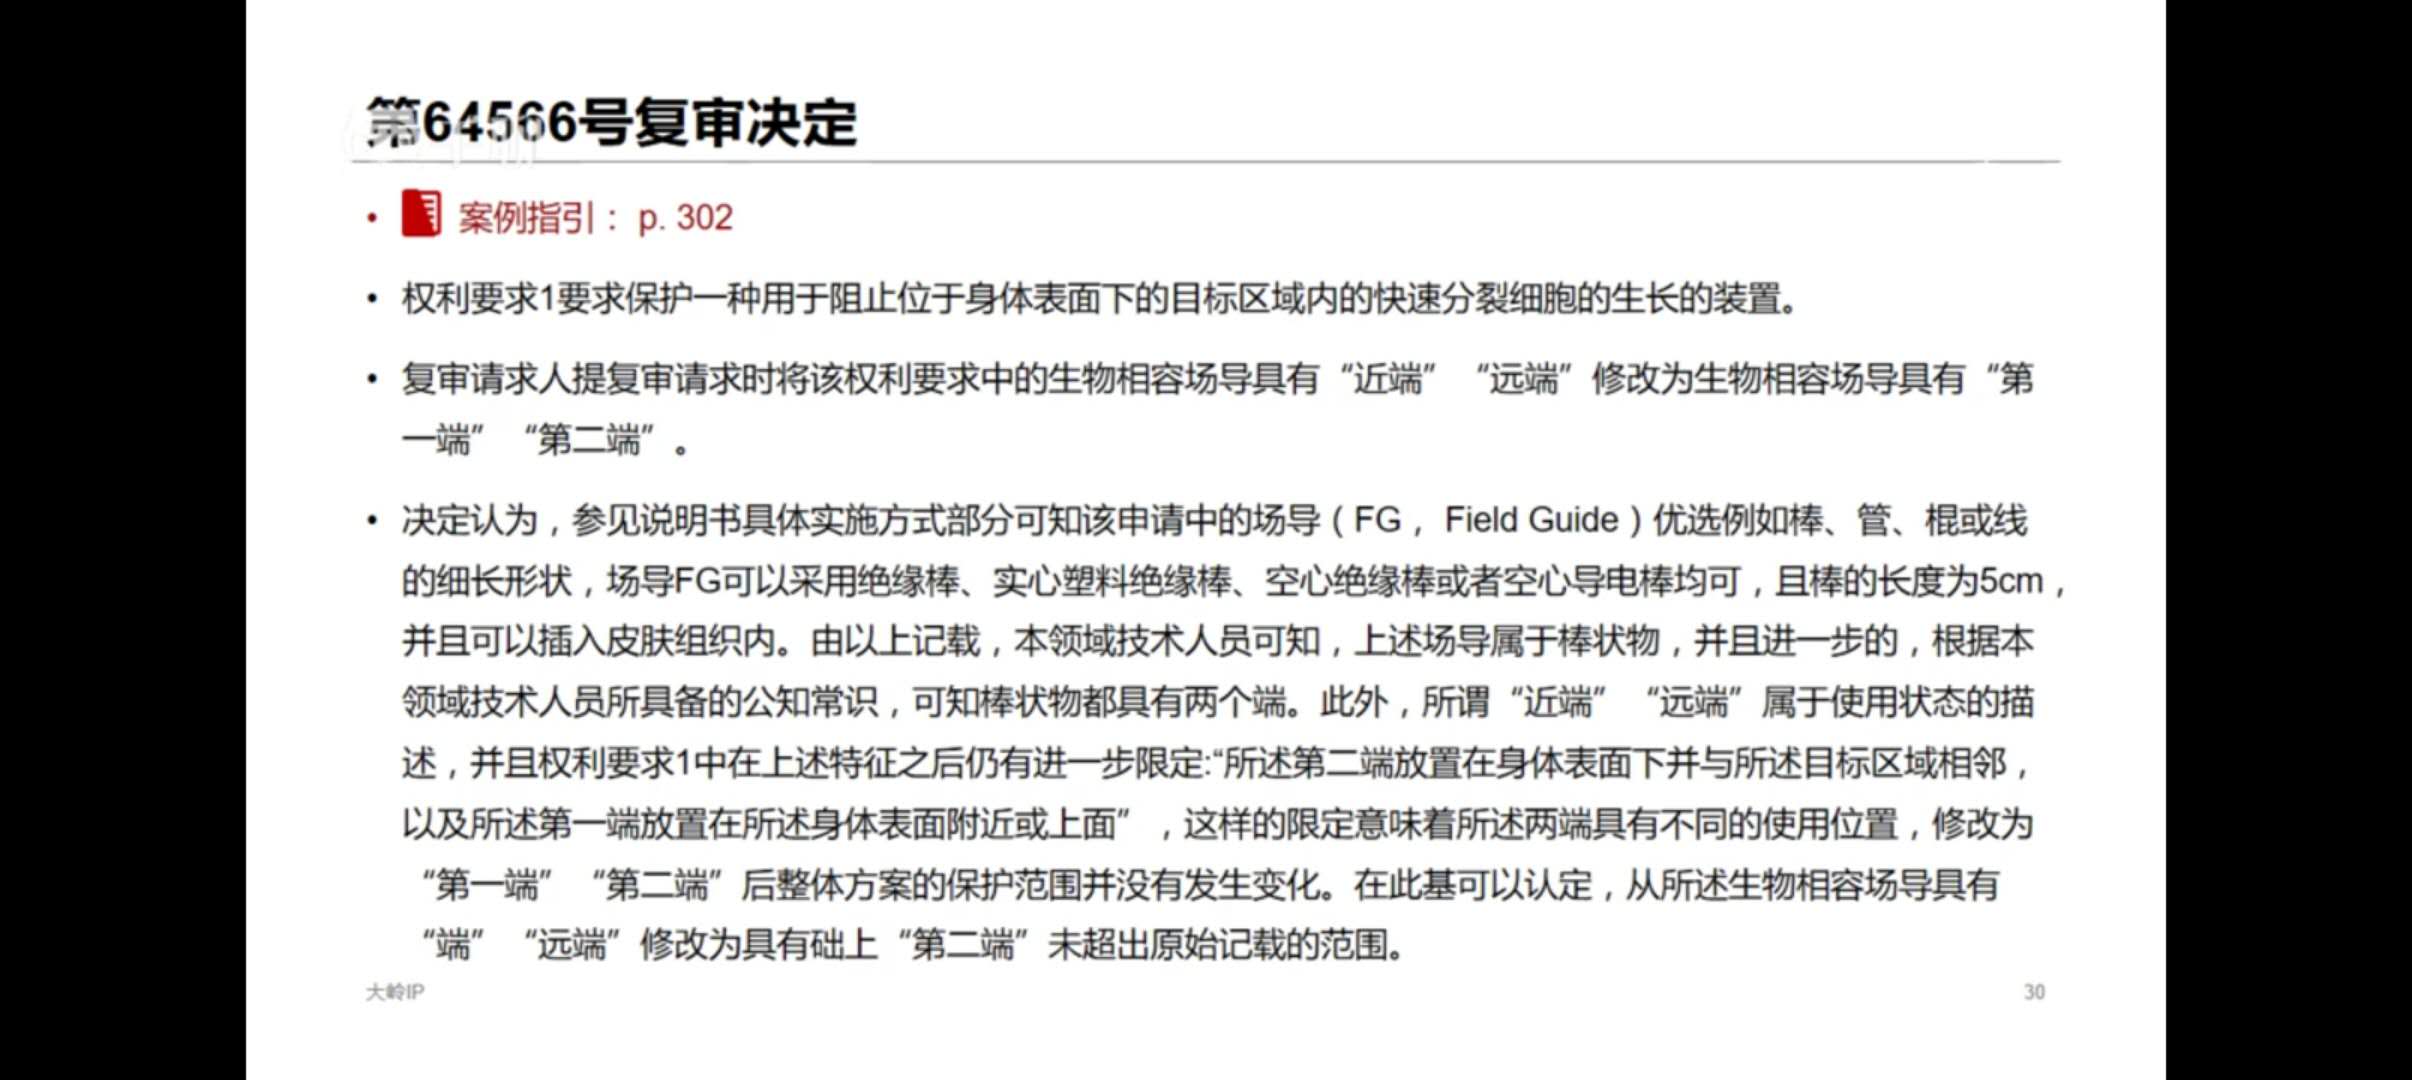 第64566号复审决定
• 案例指引： p. 302
• 权利要求1要求保护一种用于阻止位于身体表面下的目标区域内的快速分裂细胞的生长的装置。
• 复审请求人提复审请求时将该权利要求中的生物相容场导具有“近端” “远端”修改为生物相容场导具有“第
一端” “第二端”。
• 决定认为，参见说明书具体实施方式部分可知该申请中的场导（FG， Field Guide）优选例如棒、管、棍或线
的细长形状，场导FG可以采用绝缘棒、实心塑料绝缘棒、空心绝缘棒或者空心导电棒均可，且棒的长度为5cm，
并且可以插入皮肤组织内。由以上记载，本领域技术人员可知，上述场导属于棒状物，并且进一步的，根据本
领域技术人员所具备的公知常识，可知棒状物都具有两个端。此外，所谓“近端” “远端”属于使用状态的描
述，并且权利要求1中在上述特征之后仍有进一步限定:“所述第二端放置在身体表面下并与所述目标区域相邻，
以及所述第一端放置在所述身体表面附近或上面”，这样的限定意味着所述两端具有不同的使用位置，修改为
“第一端” “第二端”后整体方案的保护范围并没有发生变化。在此基可以认定，从所述生物相容场导具有
“端” “远端”修改为具有础上“第二端”未超出原始记载的范围。
大岭IP
30